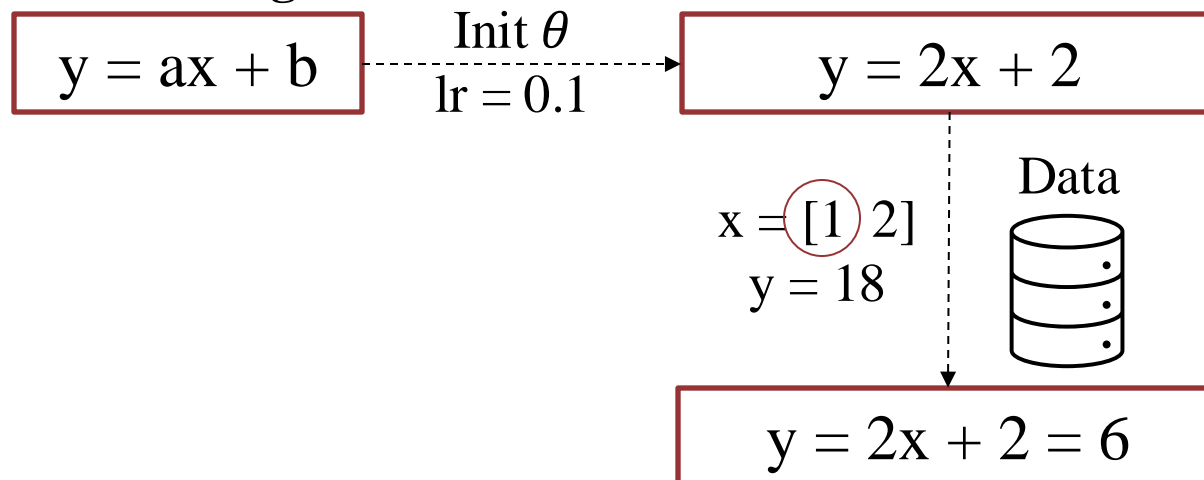 y = ax + b
Init θ
lr = 0.1
y = 2x + 2
Data
x = [1 2]
y = 18
y = 2x + 2 = 6